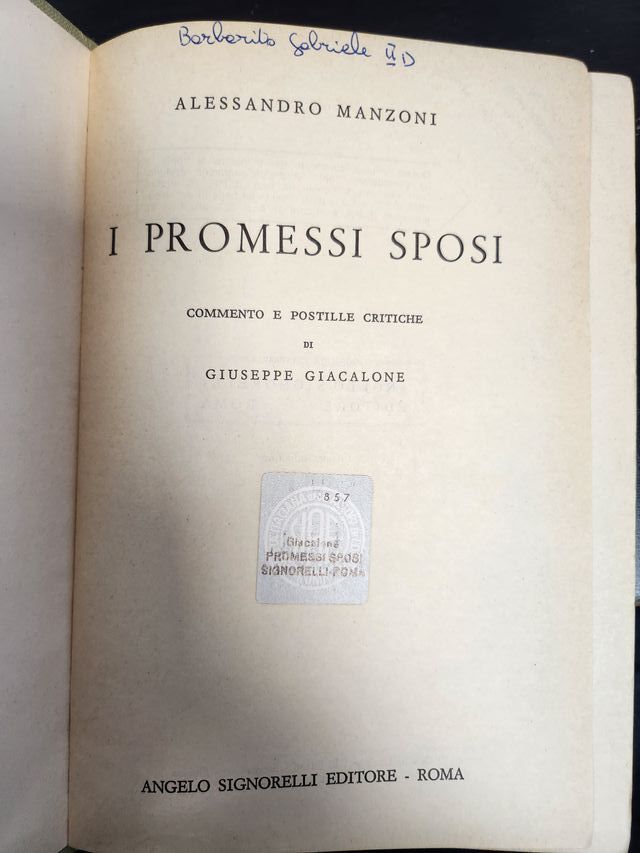 Barbarito Gabriele II D
ALESSANDRO MANZONI
I PROMESSI SPOSI
COMMENTO E POSTILLE CRITICHE
DI
GIUSEPPE GIACALONE
857
Giacalone
PROMESSI SPOSI
SIGNORELLI-ROMA
ANGELO SIGNORELLI EDITORE - ROMA